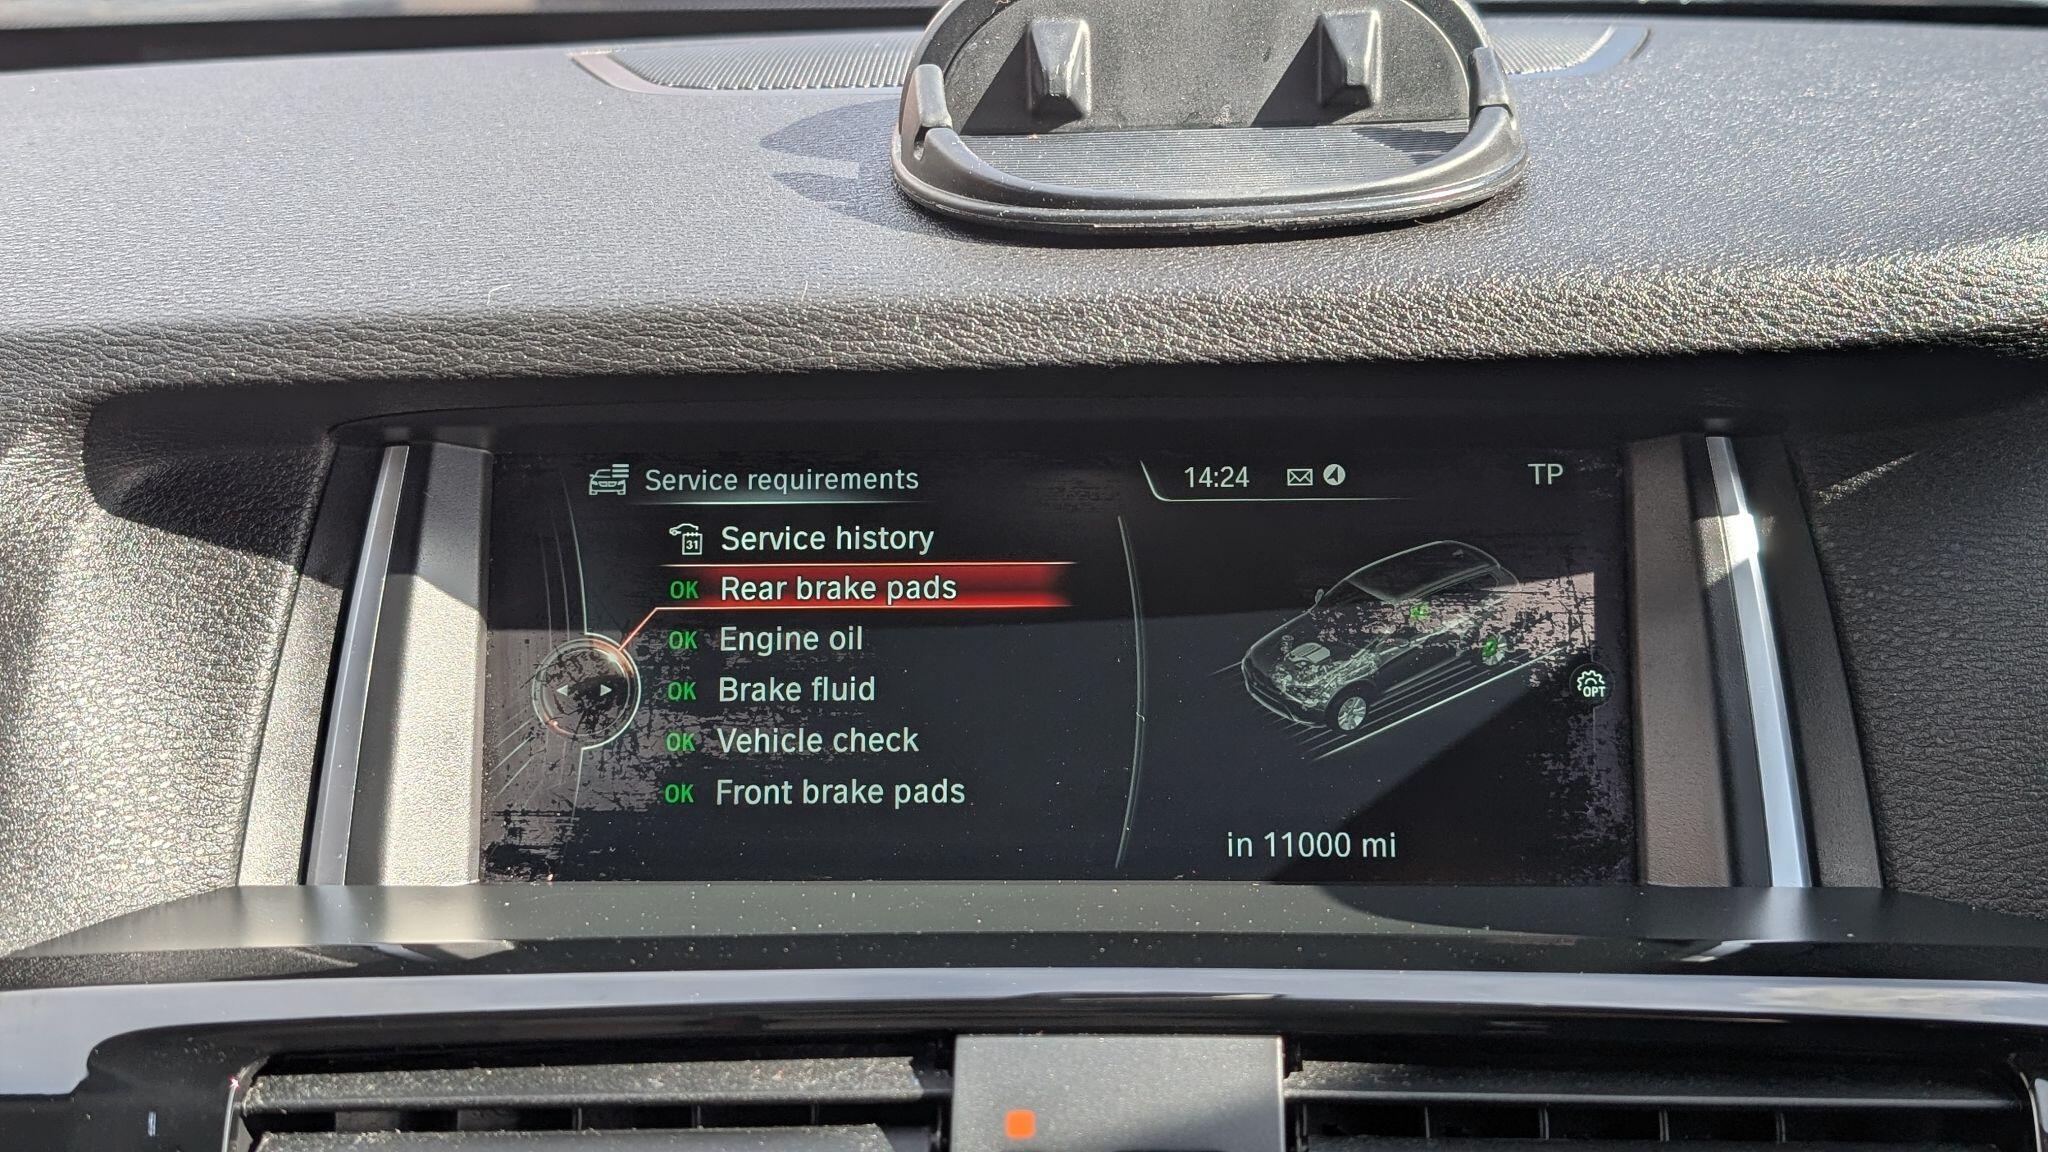 Service requirements
14:24
TP
31
Service history
OK Rear brake pads
OK Engine oil
OK Brake fluid
OK Vehicle check
OK Front brake pads
OPT
in 11000 mi